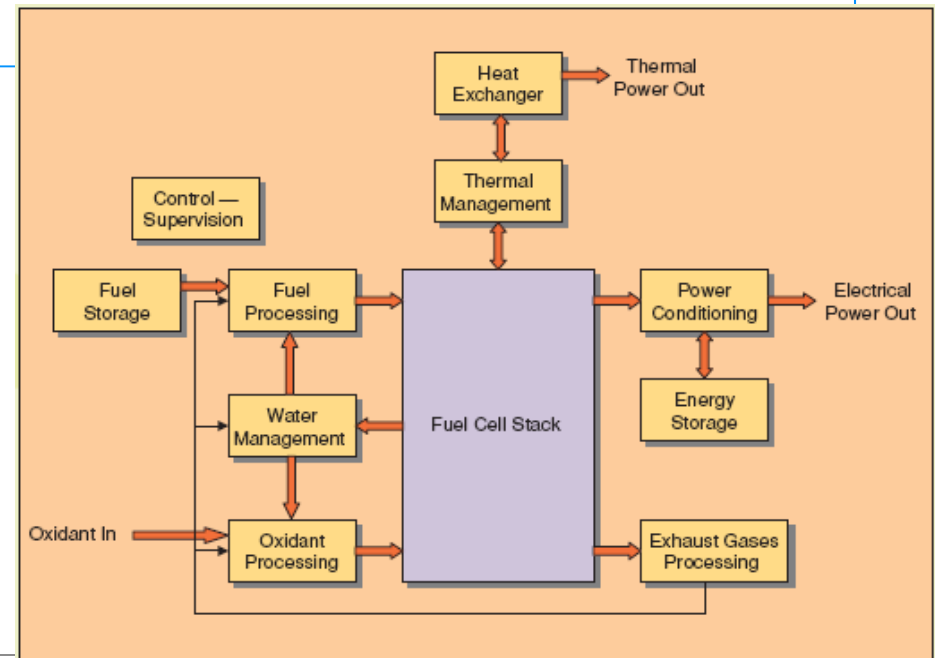 Heat
Exchanger
Thermal
Power Out
Thermal
Management
Control —
Supervision
Fuel
Storage
Fuel
Processing
Power
Conditioning
Electrical
Power Out
Water
Management
Fuel Cell Stack
Energy
Storage
Oxidant In
Oxidant
Processing
Exhaust Gases
Processing